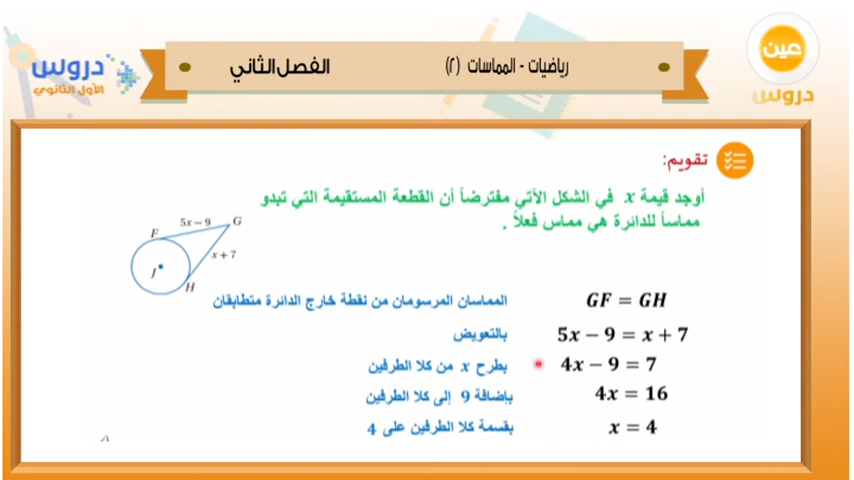 عين
دروس
رياضيات - المماسات (٢)
الفصل الثاني
دروس
الأول الثانوي
تقويم:
أوجد قيمة x في الشكل الآتي مفترضاً أن القطعة المستقيمة التي تبدو
مماساً للدائرة هي مماس فعلاً .
5x − 9
G
F
x + 7
J
H
GF = GH المماسان المرسومان من نقطة خارج الدائرة متطابقان
5x − 9 = x + 7 بالتعويض
4x − 9 = 7 بطرح x من كلا الطرفين
4x = 16 بإضافة 9 إلى كلا الطرفين
x = 4 بقسمة كلا الطرفين على 4